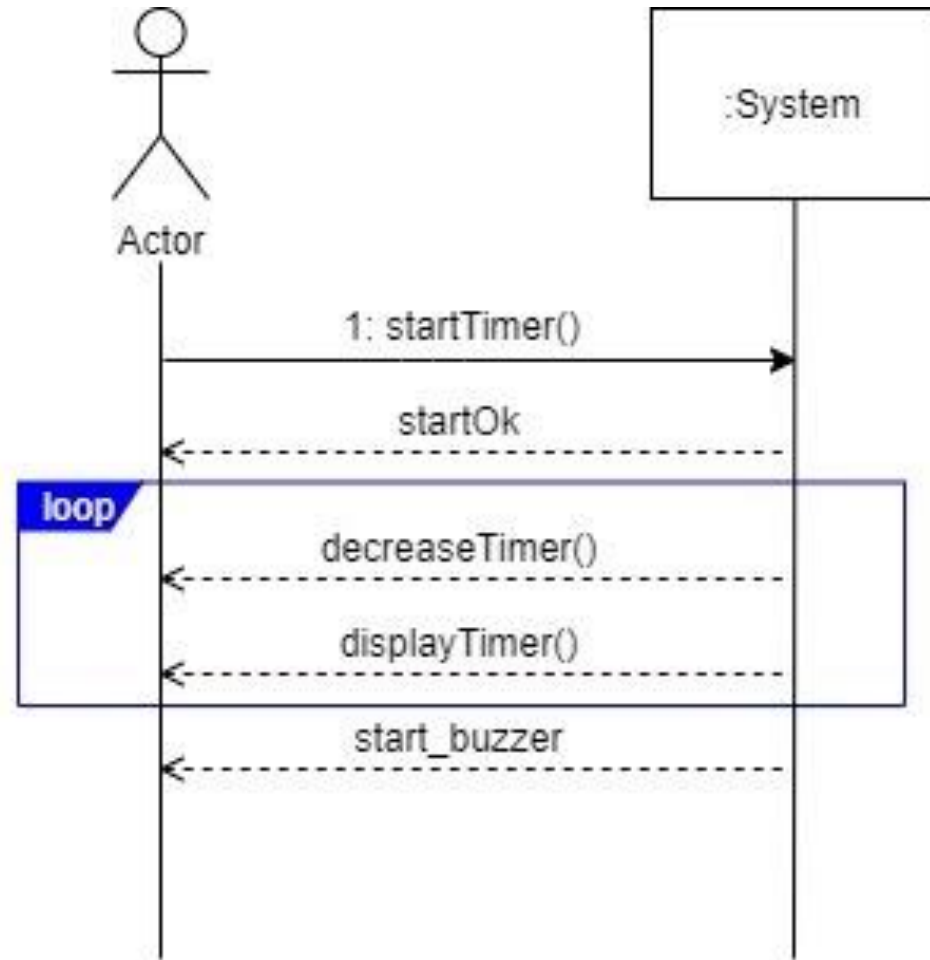 :System
Actor
1: startTimer()
startOk
loop
decreaseTimer()
displayTimer()
start_buzzer